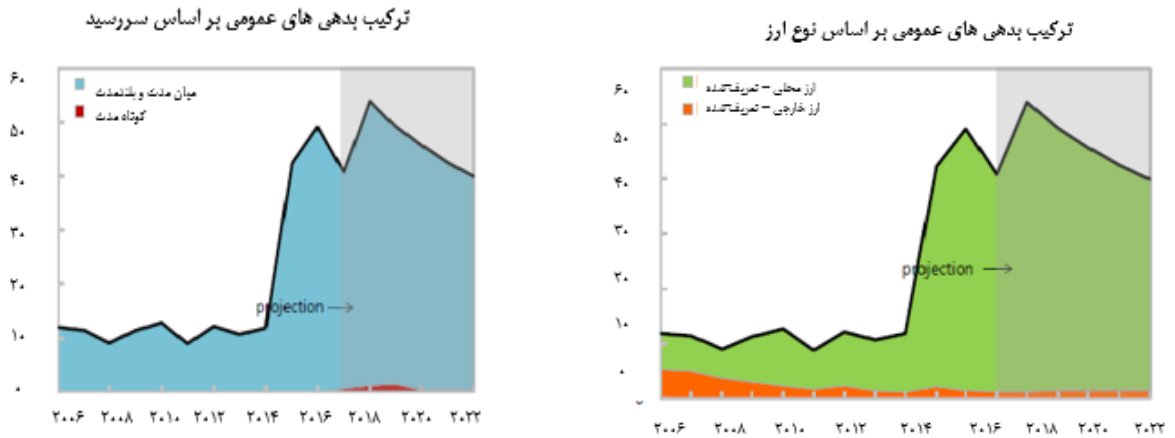 ترکیب بدهی های عمومی بر اساس سررسید
میان مدت و بلندمدت
کوتاه مدت
۶۰
۵۰
۴۰
۳۰
۲۰
۱۰
۰
projection
۲۰۰۶ ۲۰۰۸ ۲۰۱۰ ۲۰۱۲ ۲۰۱۴ ۲۰۱۶ ۲۰۱۸ ۲۰۲۰ ۲۰۲۲
ترکیب بدهی های عمومی بر اساس نوع ارز
ارز محلی – تعریف‌شده
ارز خارجی – تعریف‌شده
۶۰
۵۰
۴۰
۳۰
۲۰
۱۰
۰
projection
۲۰۰۶ ۲۰۰۸ ۲۰۱۰ ۲۰۱۲ ۲۰۱۴ ۲۰۱۶ ۲۰۱۸ ۲۰۲۰ ۲۰۲۲